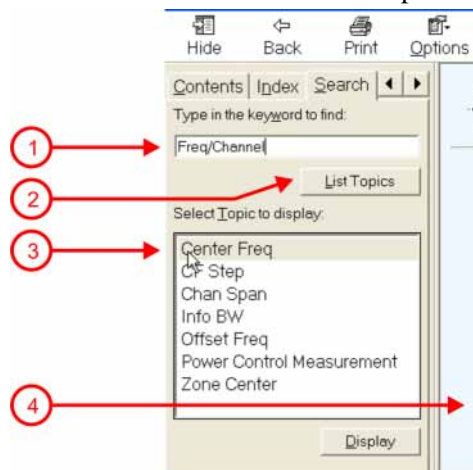 Hide Back Print Options
Contents Index Search
Type in the keyword to find:
1
Freq/Channel
2
List Topics
Select Topic to display:
3
Center Freq
CF Step
Chan Span
Info BW
Offset Freq
Power Control Measurement
Zone Center
4
Display